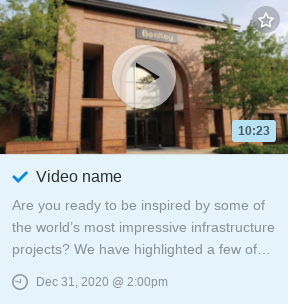 Bentley
10:23
Video name
Are you ready to be inspired by some of
the world's most impressive infrastructure
projects? We have highlighted a few of…
Dec 31, 2020 @ 2:00pm